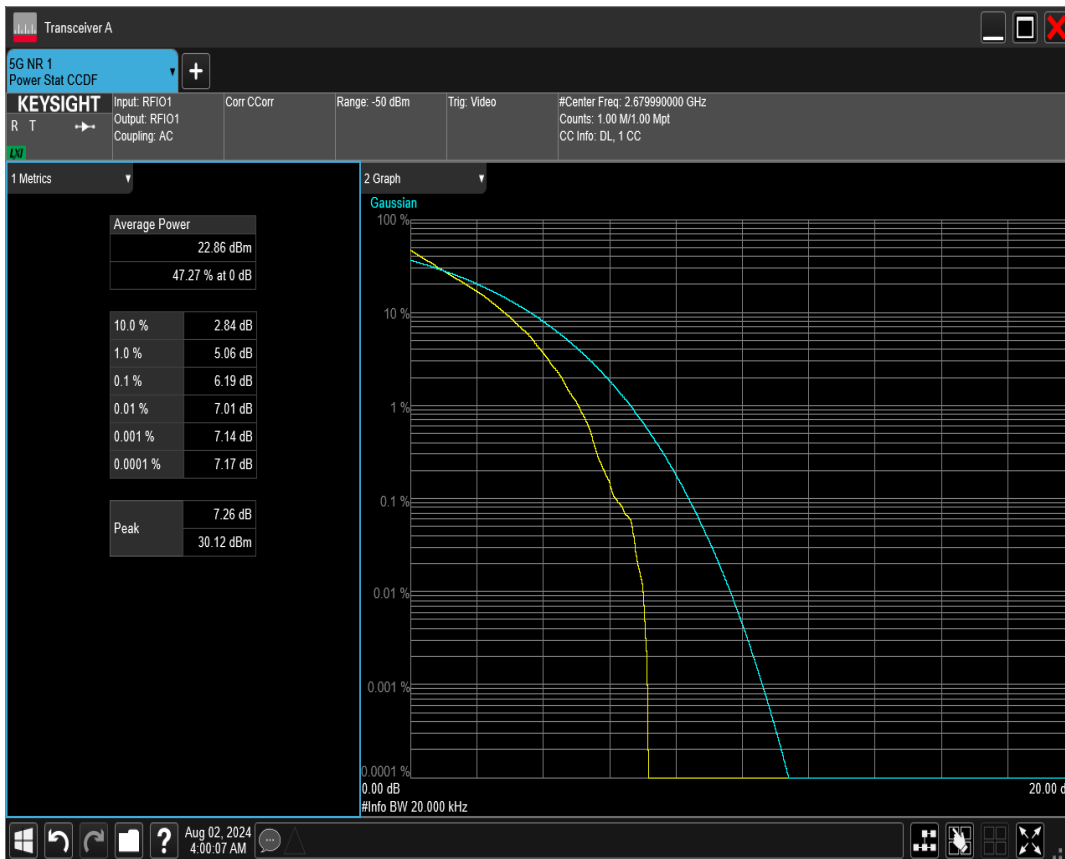 Transceiver A
5G NR 1
Power Stat CCDF
+
KEYSIGHT
R T
LXI
Input: RFIO1
Output: RFIO1
Coupling: AC
Corr CCorr
Range: -50 dBm
Trig: Video
#Center Freq: 2.679990000 GHz
Counts: 1.00 M/1.00 Mpt
CC Info: DL, 1 CC
1 Metrics
Average Power
22.86 dBm
47.27 % at 0 dB
10.0 % 2.84 dB
1.0 % 5.06 dB
0.1 % 6.19 dB
0.01 % 7.01 dB
0.001 % 7.14 dB
0.0001 % 7.17 dB
Peak
7.26 dB
30.12 dBm
2 Graph
Gaussian
100 %
10 %
1 %
0.1 %
0.01 %
0.001 %
0.0001 %
0.00 dB
20.00 d
#Info BW 20.000 kHz
?
Aug 02, 2024
4:00:07 AM